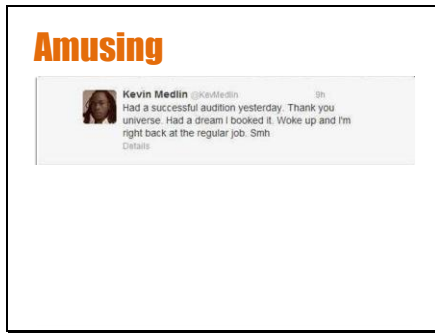 Amusing
Kevin Medlin @KevMedlin 9h
Had a successful audition yesterday. Thank you
universe. Had a dream I booked it. Woke up and I'm
right back at the regular job. Smh
Details